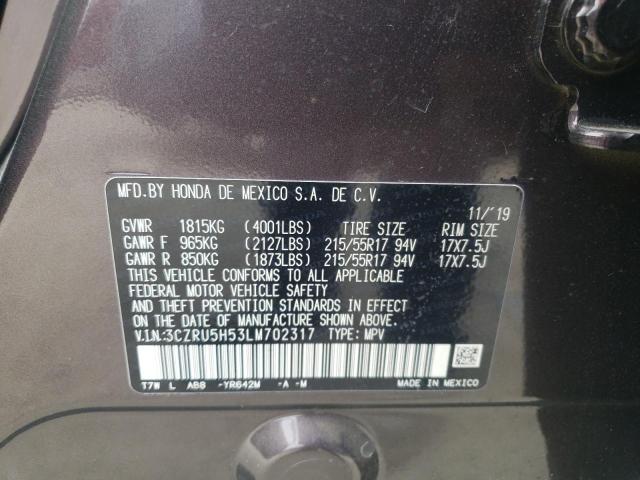 MFD.BY HONDA DE MEXICO S.A. DE C.V.
11/'19
GVWR 1815KG (4001LBS) TIRE SIZE RIM SIZE
GAWR F 965KG (2127LBS) 215/55R17 94V 17X7.5J
GAWR R 850KG (1873LBS) 215/55R17 94V 17X7.5J
THIS VEHICLE CONFORMS TO ALL APPLICABLE
FEDERAL MOTOR VEHICLE SAFETY
AND THEFT PREVENTION STANDARDS IN EFFECT
ON THE DATE OF MANUFACTURE SHOWN ABOVE.
V.I.N.:3CZRU5H53LM702317 TYPE: MPV
T7W L AB8 -YR642M -A -M MADE IN MEXICO